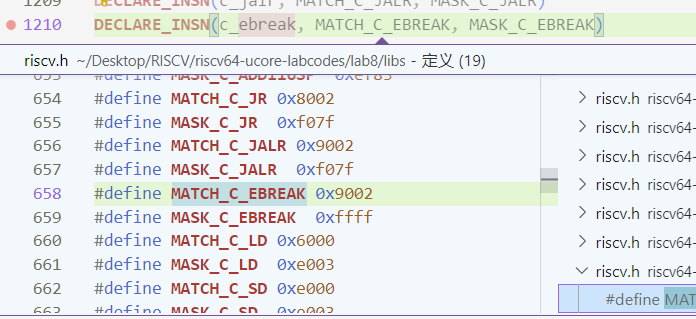 1209 DECLARE_INSN(c_jalr, MATCH_C_JALR, MASK_C_JALR)
1210 DECLARE_INSN(c_ebreak, MATCH_C_EBREAK, MASK_C_EBREAK)
riscv.h ~/Desktop/RISCV/riscv64-ucore-labcodes/lab8/libs - 定义 (19)
653 #define MASK_C_ADDI16SP 0xef83
654 #define MATCH_C_JR 0x8002
655 #define MASK_C_JR 0xf07f
656 #define MATCH_C_JALR 0x9002
657 #define MASK_C_JALR 0xf07f
658 #define MATCH_C_EBREAK 0x9002
659 #define MASK_C_EBREAK 0xffff
660 #define MATCH_C_LD 0x6000
661 #define MASK_C_LD 0xe003
662 #define MATCH_C_SD 0xe000
663 #define MASK_C_SD 0xe003
riscv.h riscv64-
riscv.h riscv64-
riscv.h riscv64-
riscv.h riscv64-
riscv.h riscv64-
riscv.h riscv64-
riscv.h riscv64-
#define MAT